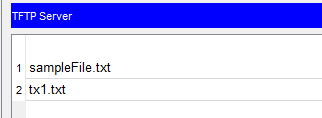 TFTP Server
1 sampleFile.txt
2 tx1.txt